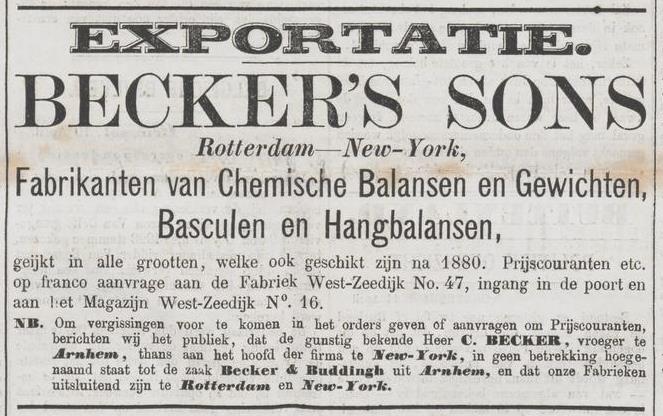 EXPORTATIE.
BECKER'S SONS
Rotterdam—New-York,
Fabrikanten van Chemische Balansen en Gewichten,
Basculen en Hangbalansen,
geijkt in alle grootten, welke ook geschikt zijn na 1880. Prijscouranten etc.
op franco aanvrage aan de Fabriek West-Zeedijk No. 47, ingang in de poort en
aan het Magazijn West-Zeedijk N°. 16.
NB. Om vergissingen voor te komen in het orders geven of aanvragen om Prijscouranten,
berichten wij het publiek, dat de gunstig bekende Heer C. BECKER, vroeger te
Arnhem, thans aan het hoofd der firma te New-York, in geen betrekking hoege-
naamd staat tot de zaak Becker & Buddingh uit Arnhem, en dat onze Fabrieken
uitsluitend zijn te Rotterdam en New-York.